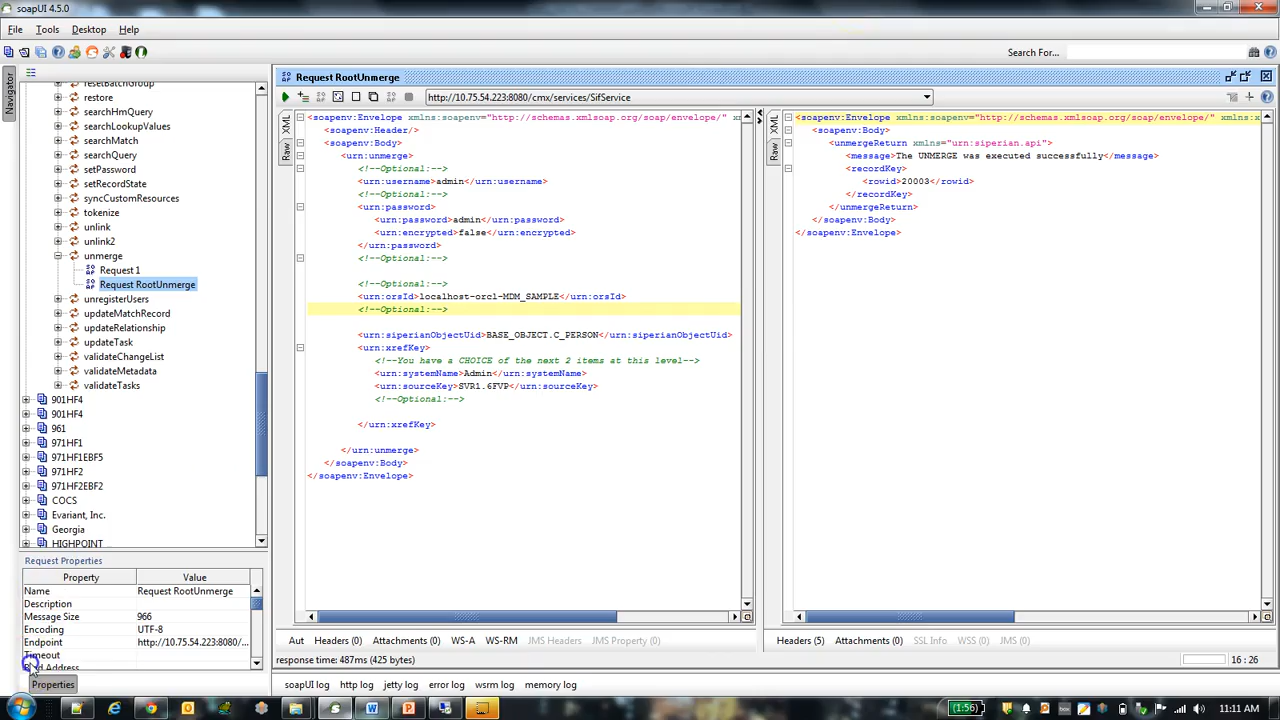 soapUI 4.5.0
File Tools Desktop Help
Search For...
Navigator
resetBatchGroup
restore
searchHmQuery
searchLookupValues
searchMatch
searchQuery
setPassword
setRecordState
syncCustomResources
tokenize
unlink
unlink2
unmerge
Request 1
Request RootUnmerge
unregisterUsers
updateMatchRecord
updateRelationship
updateTask
validateChangeList
validateMetadata
validateTasks
901HF4
901HF4
961
971HF1
971HF1EBF5
971HF2
971HF2EBF2
COCS
Evariant, Inc.
Georgia
HIGHPOINT
Request Properties
Property Value
Name Request RootUnmerge
Description
Message Size 966
Encoding UTF-8
Endpoint http://10.75.54.223:8080/...
Timeout
Bind Address
Properties
Request RootUnmerge
http://10.75.54.223:8080/cmx/services/SifService
XML
Raw
<soapenv:Envelope xmlns:soapenv="http://schemas.xmlsoap.org/soap/envelope/" xm
<soapenv:Header/>
<soapenv:Body>
<urn:unmerge>
<!--Optional:-->
<urn:username>admin</urn:username>
<!--Optional:-->
<urn:password>
<urn:password>admin</urn:password>
<urn:encrypted>false</urn:encrypted>
</urn:password>
<!--Optional:-->
<!--Optional:-->
<urn:orsId>localhost-orcl-MDM_SAMPLE</urn:orsId>
<!--Optional:-->
<urn:siperianObjectUid>BASE_OBJECT.C_PERSON</urn:siperianObjectUid>
<urn:xrefKey>
<!--You have a CHOICE of the next 2 items at this level-->
<urn:systemName>Admin</urn:systemName>
<urn:sourceKey>SVR1.6FVP</urn:sourceKey>
<!--Optional:-->
</urn:xrefKey>
</urn:unmerge>
</soapenv:Body>
</soapenv:Envelope>
Aut Headers (0) Attachments (0) WS-A WS-RM JMS Headers JMS Property (0)
XML
Raw
<soapenv:Envelope xmlns:soapenv="http://schemas.xmlsoap.org/soap/envelope/" xmlns:x
<soapenv:Body>
<unmergeReturn xmlns="urn:siperian.api">
<message>The UNMERGE was executed successfully</message>
<recordKey>
<rowid>20003</rowid>
</recordKey>
</unmergeReturn>
</soapenv:Body>
</soapenv:Envelope>
Headers (5) Attachments (0) SSL Info WSS (0) JMS (0)
response time: 487ms (425 bytes)
16 : 26
soapUI log http log jetty log error log wsrm log memory log
(1:56)
11:11 AM